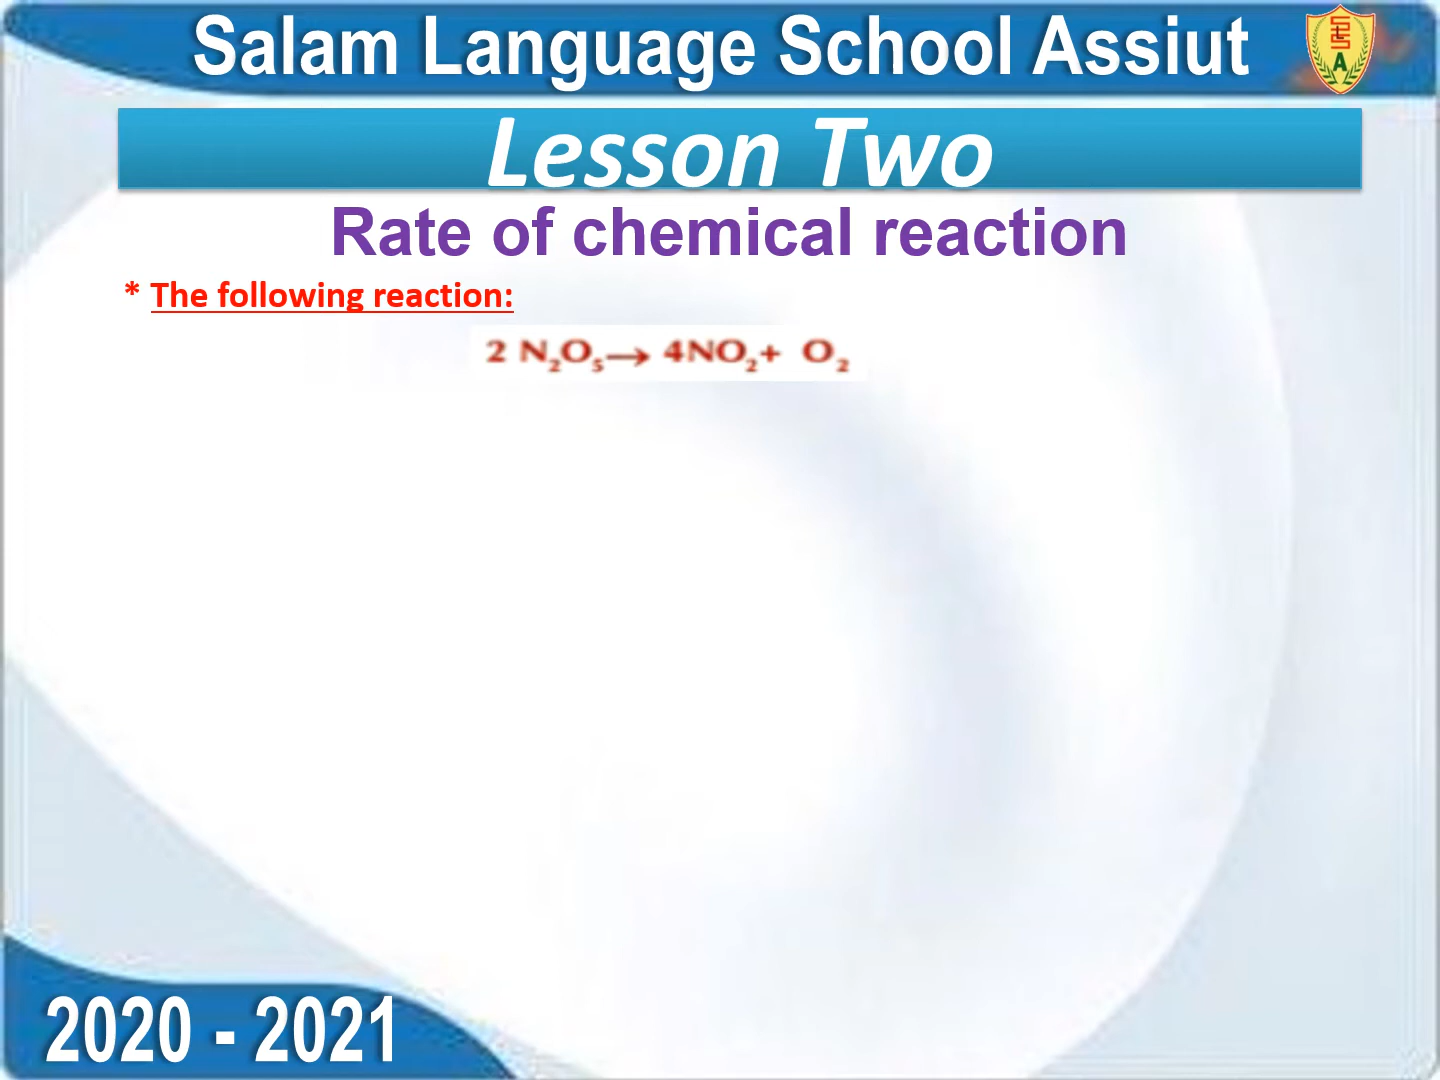 Salam Language School Assiut
Lesson Two
Rate of chemical reaction
* The following reaction:
2 N₂O₅→ 4NO₂+ O₂
2020 - 2021